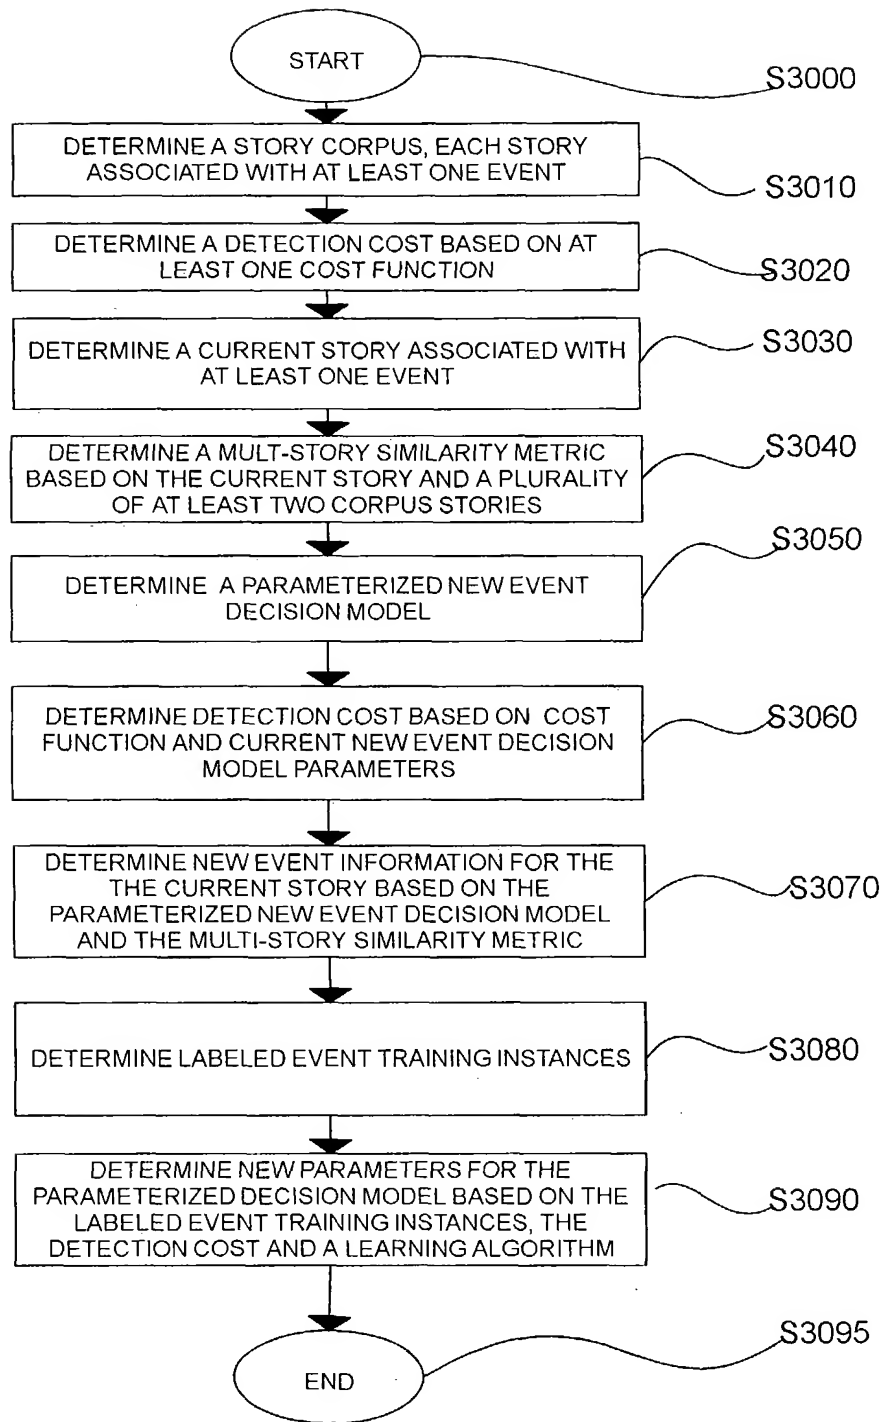 START
S3000
DETERMINE A STORY CORPUS, EACH STORY
ASSOCIATED WITH AT LEAST ONE EVENT
S3010
DETERMINE A DETECTION COST BASED ON AT
LEAST ONE COST FUNCTION
S3020
DETERMINE A CURRENT STORY ASSOCIATED WITH
AT LEAST ONE EVENT
S3030
DETERMINE A MULT-STORY SIMILARITY METRIC
BASED ON THE CURRENT STORY AND A PLURALITY
OF AT LEAST TWO CORPUS STORIES
S3040
DETERMINE A PARAMETERIZED NEW EVENT
DECISION MODEL
S3050
DETERMINE DETECTION COST BASED ON COST
FUNCTION AND CURRENT NEW EVENT DECISION
MODEL PARAMETERS
S3060
DETERMINE NEW EVENT INFORMATION FOR THE
THE CURRENT STORY BASED ON THE
PARAMETERIZED NEW EVENT DECISION MODEL
AND THE MULTI-STORY SIMILARITY METRIC
S3070
DETERMINE LABELED EVENT TRAINING INSTANCES
S3080
DETERMINE NEW PARAMETERS FOR THE
PARAMETERIZED DECISION MODEL BASED ON THE
LABELED EVENT TRAINING INSTANCES, THE
DETECTION COST AND A LEARNING ALGORITHM
S3090
END
S3095